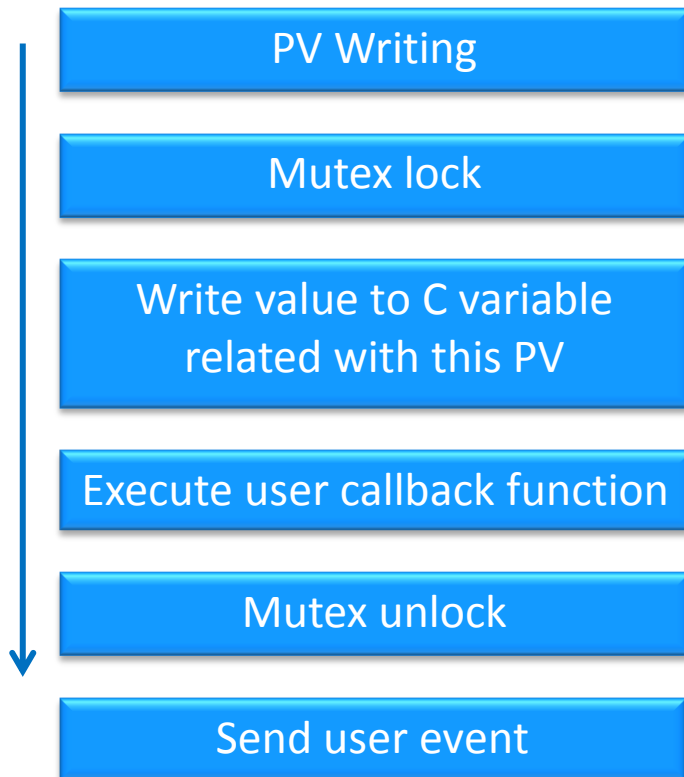 PV Writing
Mutex lock
Write value to C variable
related with this PV
Execute user callback function
Mutex unlock
Send user event